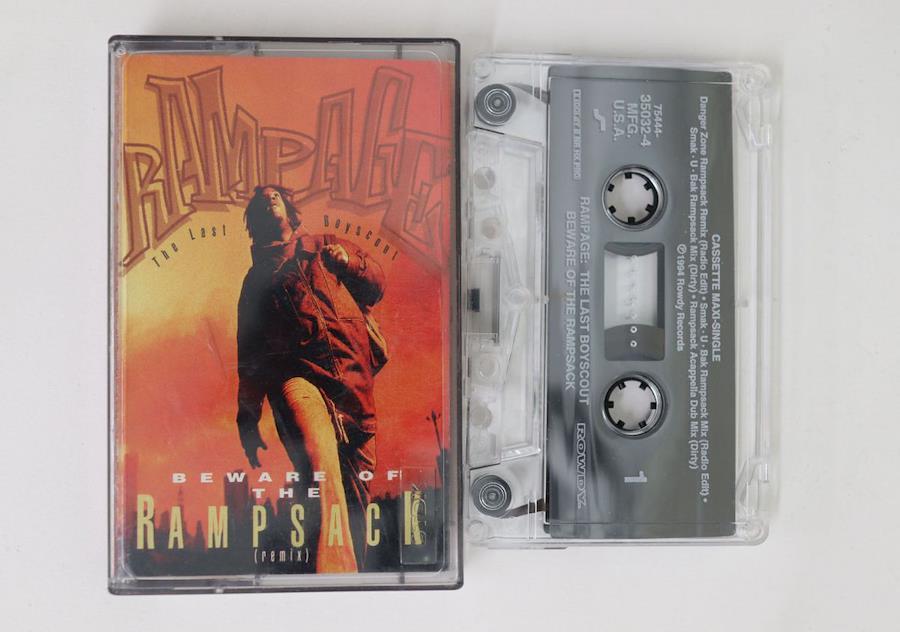 RAMPAGE
The Last Boyscout
BEWARE OF
THE
RAMPSACK
(remix)
CASSETTE MAXI-SINGLE
Danger Zone Rampsack Remix (Radio Edit) • Smak - U - Bak Rampsack Mix (Radio Edit) •
Smak - U - Bak Rampsack Mix (Dirty) • Rampsack Acappella Dub Mix (Dirty)
℗1994 Rowdy Records
75444-
35032-4
MFG.
U.S.A.
1
RAMPAGE: THE LAST BOYSCOUT
BEWARE OF THE RAMPSACK
ROWDY